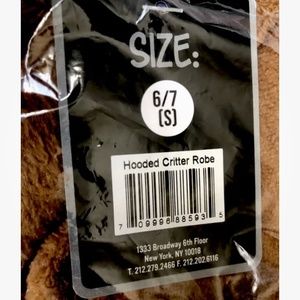 SIZE:
6/7
(S)
Hooded Critter Robe
7 09996 88593 5
1333 Broadway 6th Floor
New York, NY 10018
T. 212.279.2466 F. 212.202.6116